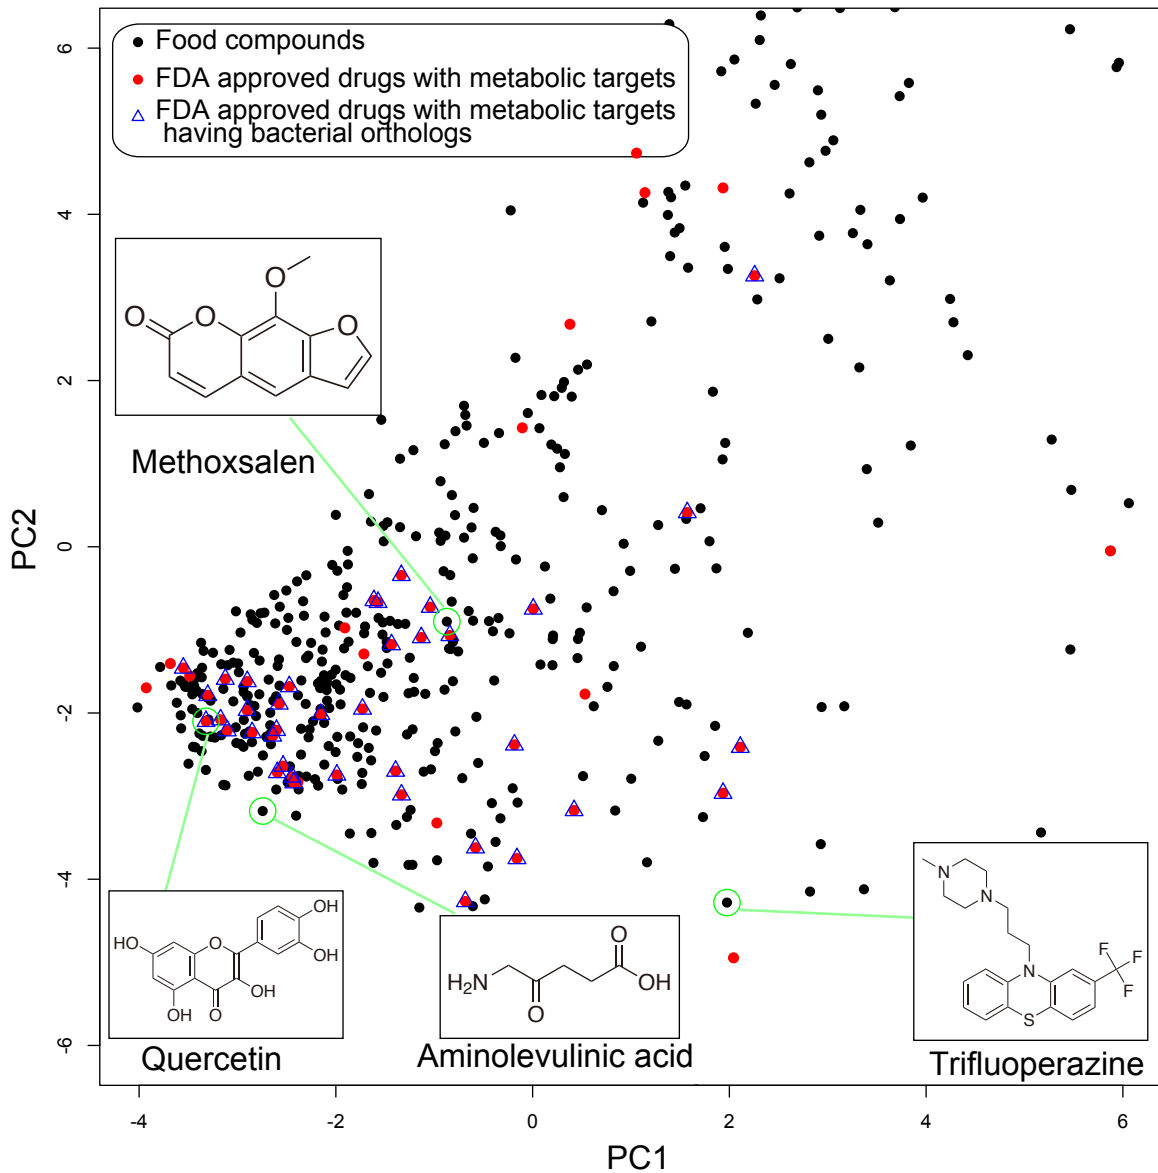 Food compounds
FDA approved drugs with metabolic targets
FDA approved drugs with metabolic targets
having bacterial orthologs
6
4
2
0
-2
-4
-6
PC2
O
O
O
O
Methoxsalen
OH
OH
HO
O
OH
OH
O
Quercetin
O
H2N
OH
O
Aminolevulinic acid
N
N
F
F
N
F
S
Trifluoperazine
-4
-2
0
2
4
6
PC1